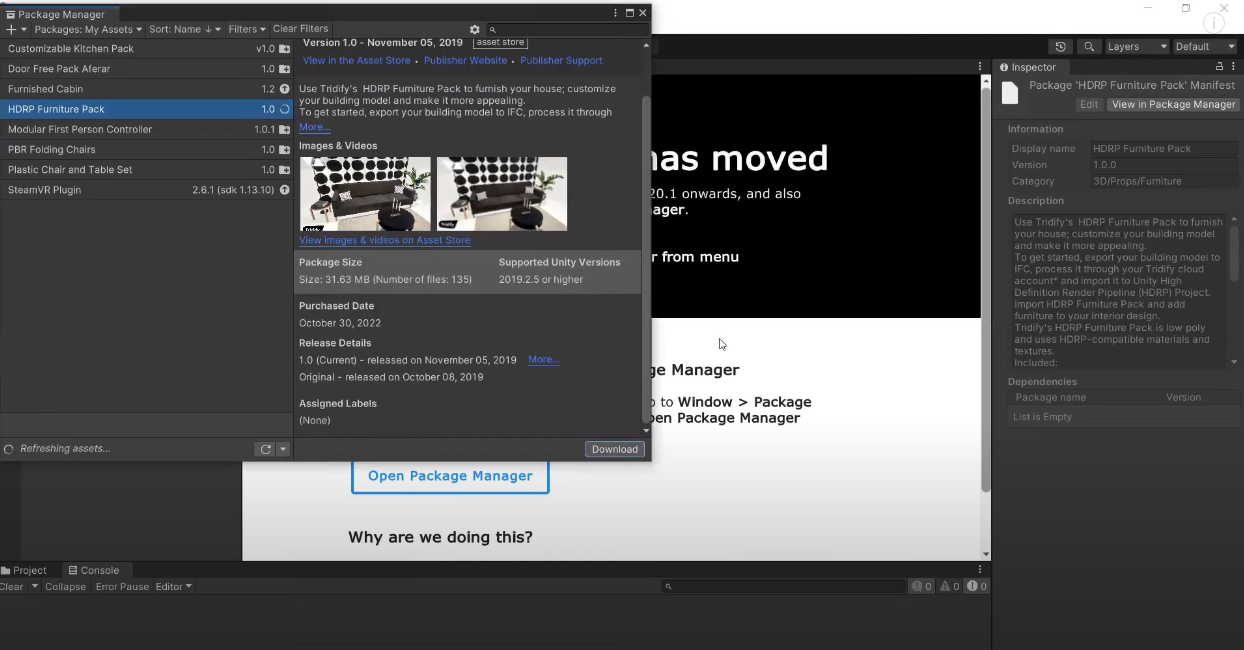 Package Manager
Packages: My Assets
Sort: Name ↓
Filters
Clear Filters
Customizable Kitchen Pack v1.0
Door Free Pack Aferar 1.0
Furnished Cabin 1.2
HDRP Furniture Pack 1.0
Modular First Person Controller 1.0.1
PBR Folding Chairs 1.0
Plastic Chair and Table Set 1.0
SteamVR Plugin 2.6.1 (sdk 1.13.10)
Refreshing assets...
Version 1.0 - November 05, 2019 asset store
View in the Asset Store • Publisher Website • Publisher Support
Use Tridify's HDRP Furniture Pack to furnish your house; customize
your building model and make it more appealing.
To get started, export your building model to IFC, process it through
More...
Images & Videos
View images & videos on Asset Store
Package Size
Size: 31.63 MB (Number of files: 135)
Supported Unity Versions
2019.2.5 or higher
Purchased Date
October 30, 2022
Release Details
1.0 (Current) - released on November 05, 2019 More...
Original - released on October 08, 2019
Assigned Labels
(None)
Download
has moved
20.1 onwards, and also
ager.
r from menu
ge Manager
o to Window > Package
pen Package Manager
Open Package Manager
Why are we doing this?
Layers
Default
Inspector
Package 'HDRP Furniture Pack' Manifest
Edit
View in Package Manager
Information
Display name HDRP Furniture Pack
Version 1.0.0
Category 3D/Props/Furniture
Description
Use Tridify's HDRP Furniture Pack to furnish
your house; customize your building model
and make it more appealing.
To get started, export your building model to
IFC, process it through your Tridify cloud
account* and import it to Unity High
Definition Render Pipeline (HDRP) Project.
Import HDRP Furniture Pack and add
furniture to your interior design.
Tridify's HDRP Furniture Pack is low poly
and uses HDRP-compatible materials and
textures.
Included:
Dependencies
Package name Version
List is Empty
Project
Console
Clear
Collapse
Error Pause
Editor
0
0
0